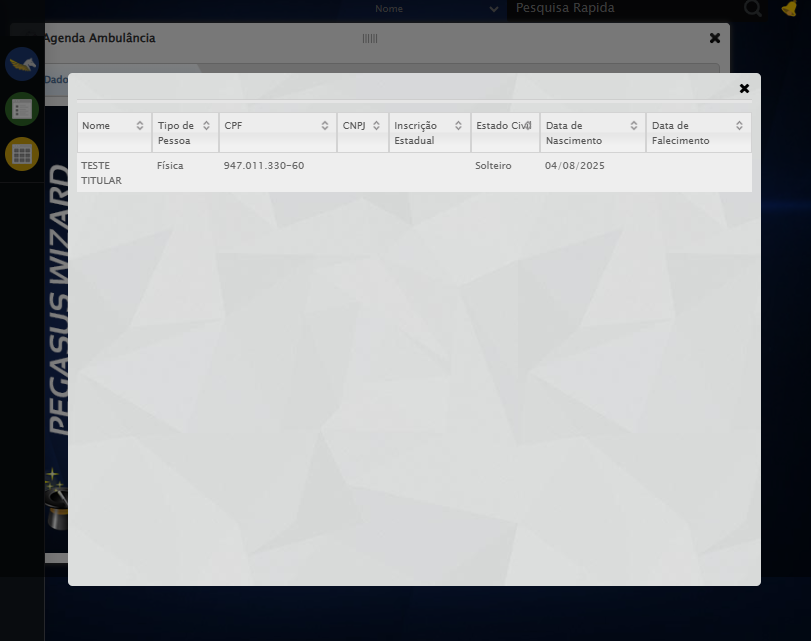 Nome
Pesquisa Rapida
Agenda Ambulância
Dado
Nome
Tipo de Pessoa
CPF
CNPJ
Inscrição Estadual
Estado Civil
Data de Nascimento
Data de Falecimento
TESTE TITULAR
Física
947.011.330-60
Solteiro
04/08/2025
PEGASUS WIZARD